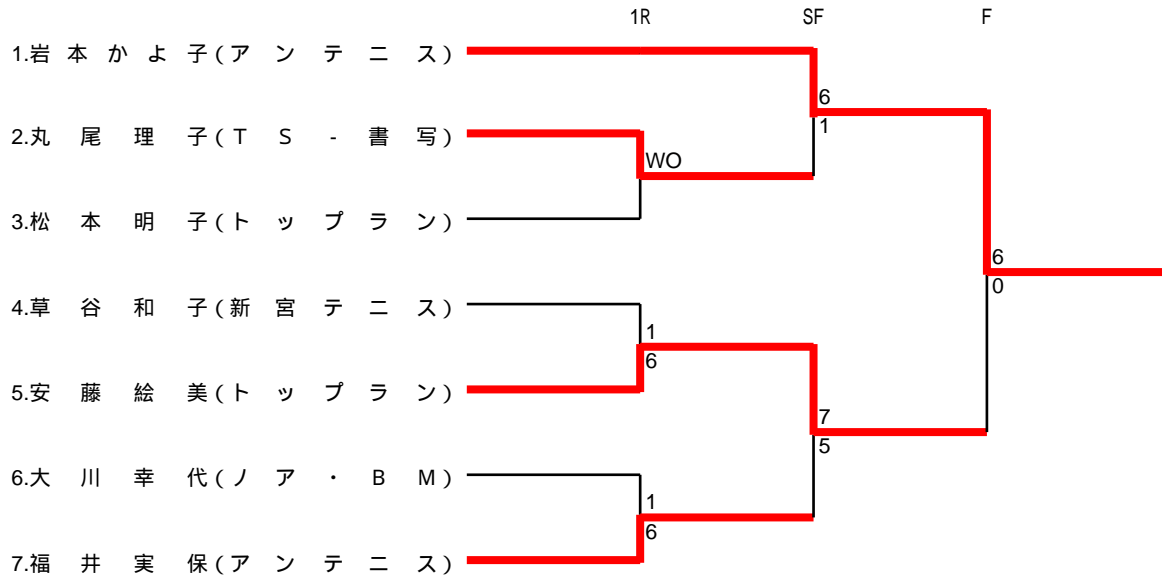 1R SF F
1.岩本かよ子(アンテニス)
6
1
2.丸尾理子(TS-書写)
WO
3.松本明子(トップラン)
6
0
4.草谷和子(新宮テニス)
1
6
5.安藤絵美(トップラン)
7
5
6.大川幸代(ノア・BM)
1
6
7.福井実保(アンテニス)